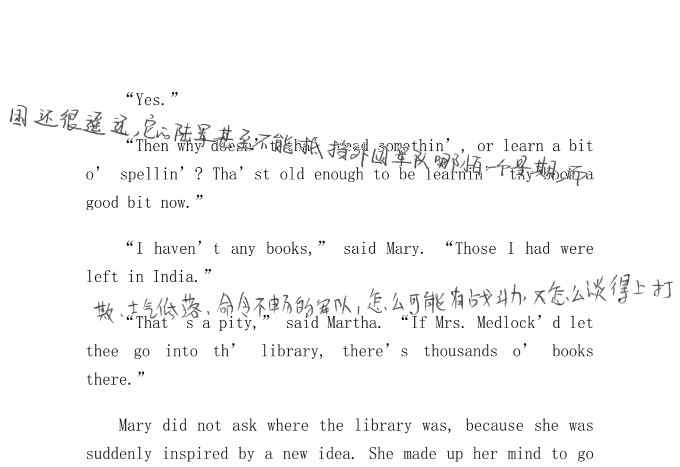 “Yes.”
国还很遥远,它的陆军甚至不能抵挡外国军队哪怕一个星期,而
“Then why doesn’t tha’ read somethin’, or learn a bit
o’ spellin’? Tha’st old enough to be learnin’ thy book a
good bit now.”
“I haven’t any books,” said Mary. “Those I had were
left in India.”
散、士气低落、命令不畅的军队,怎么可能有战斗力,又怎么谈得上打
“That’s a pity,” said Martha. “If Mrs. Medlock’d let
thee go into th’ library, there’s thousands o’ books
there.”
Mary did not ask where the library was, because she was
suddenly inspired by a new idea. She made up her mind to go